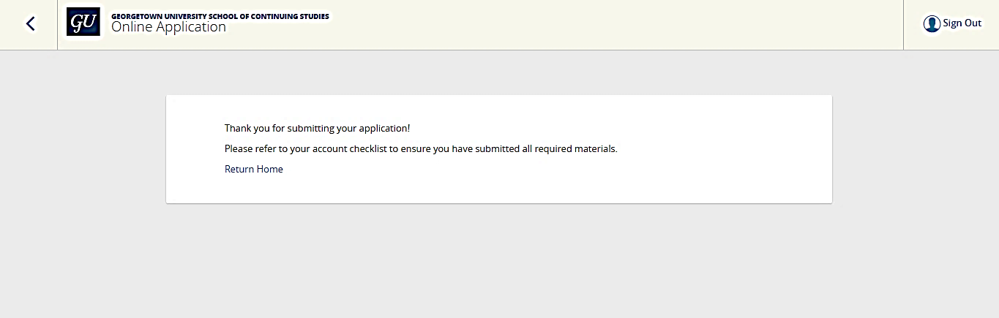 GU
GEORGETOWN UNIVERSITY SCHOOL OF CONTINUING STUDIES
Online Application
Sign Out
Thank you for submitting your application!
Please refer to your account checklist to ensure you have submitted all required materials.
Return Home